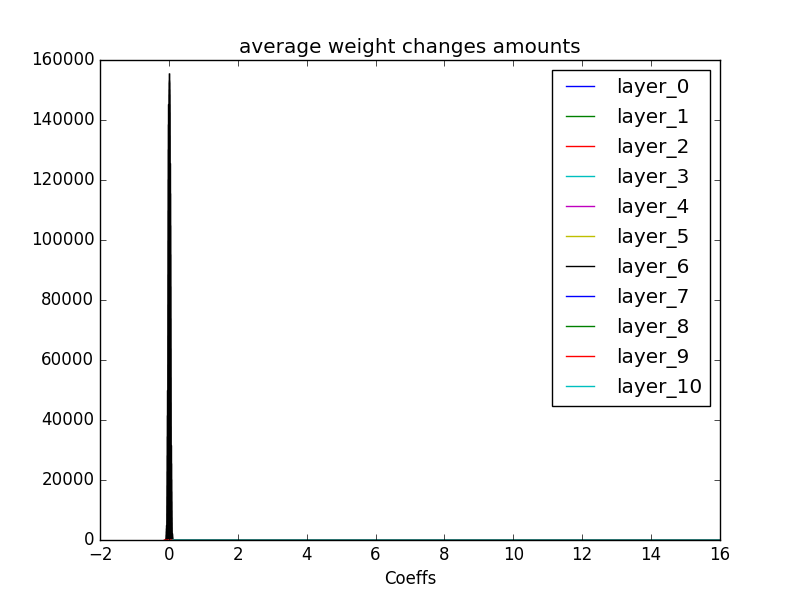 average weight changes amounts
160000
140000
120000
100000
80000
60000
40000
20000
0
−2 0 2 4 6 8 10 12 14 16
Coeffs
layer_0
layer_1
layer_2
layer_3
layer_4
layer_5
layer_6
layer_7
layer_8
layer_9
layer_10